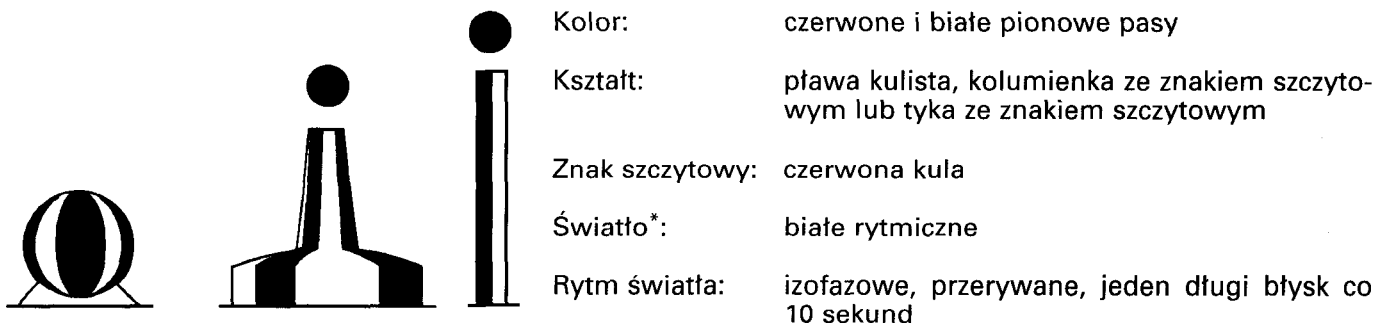 Kolor: czerwone i białe pionowe pasy
Kształt: pława kulista, kolumienka ze znakiem szczyto-
wym lub tyka ze znakiem szczytowym
Znak szczytowy: czerwona kula
Światło*: białe rytmiczne
Rytm światła: izofazowe, przerywane, jeden długi błysk co
10 sekund